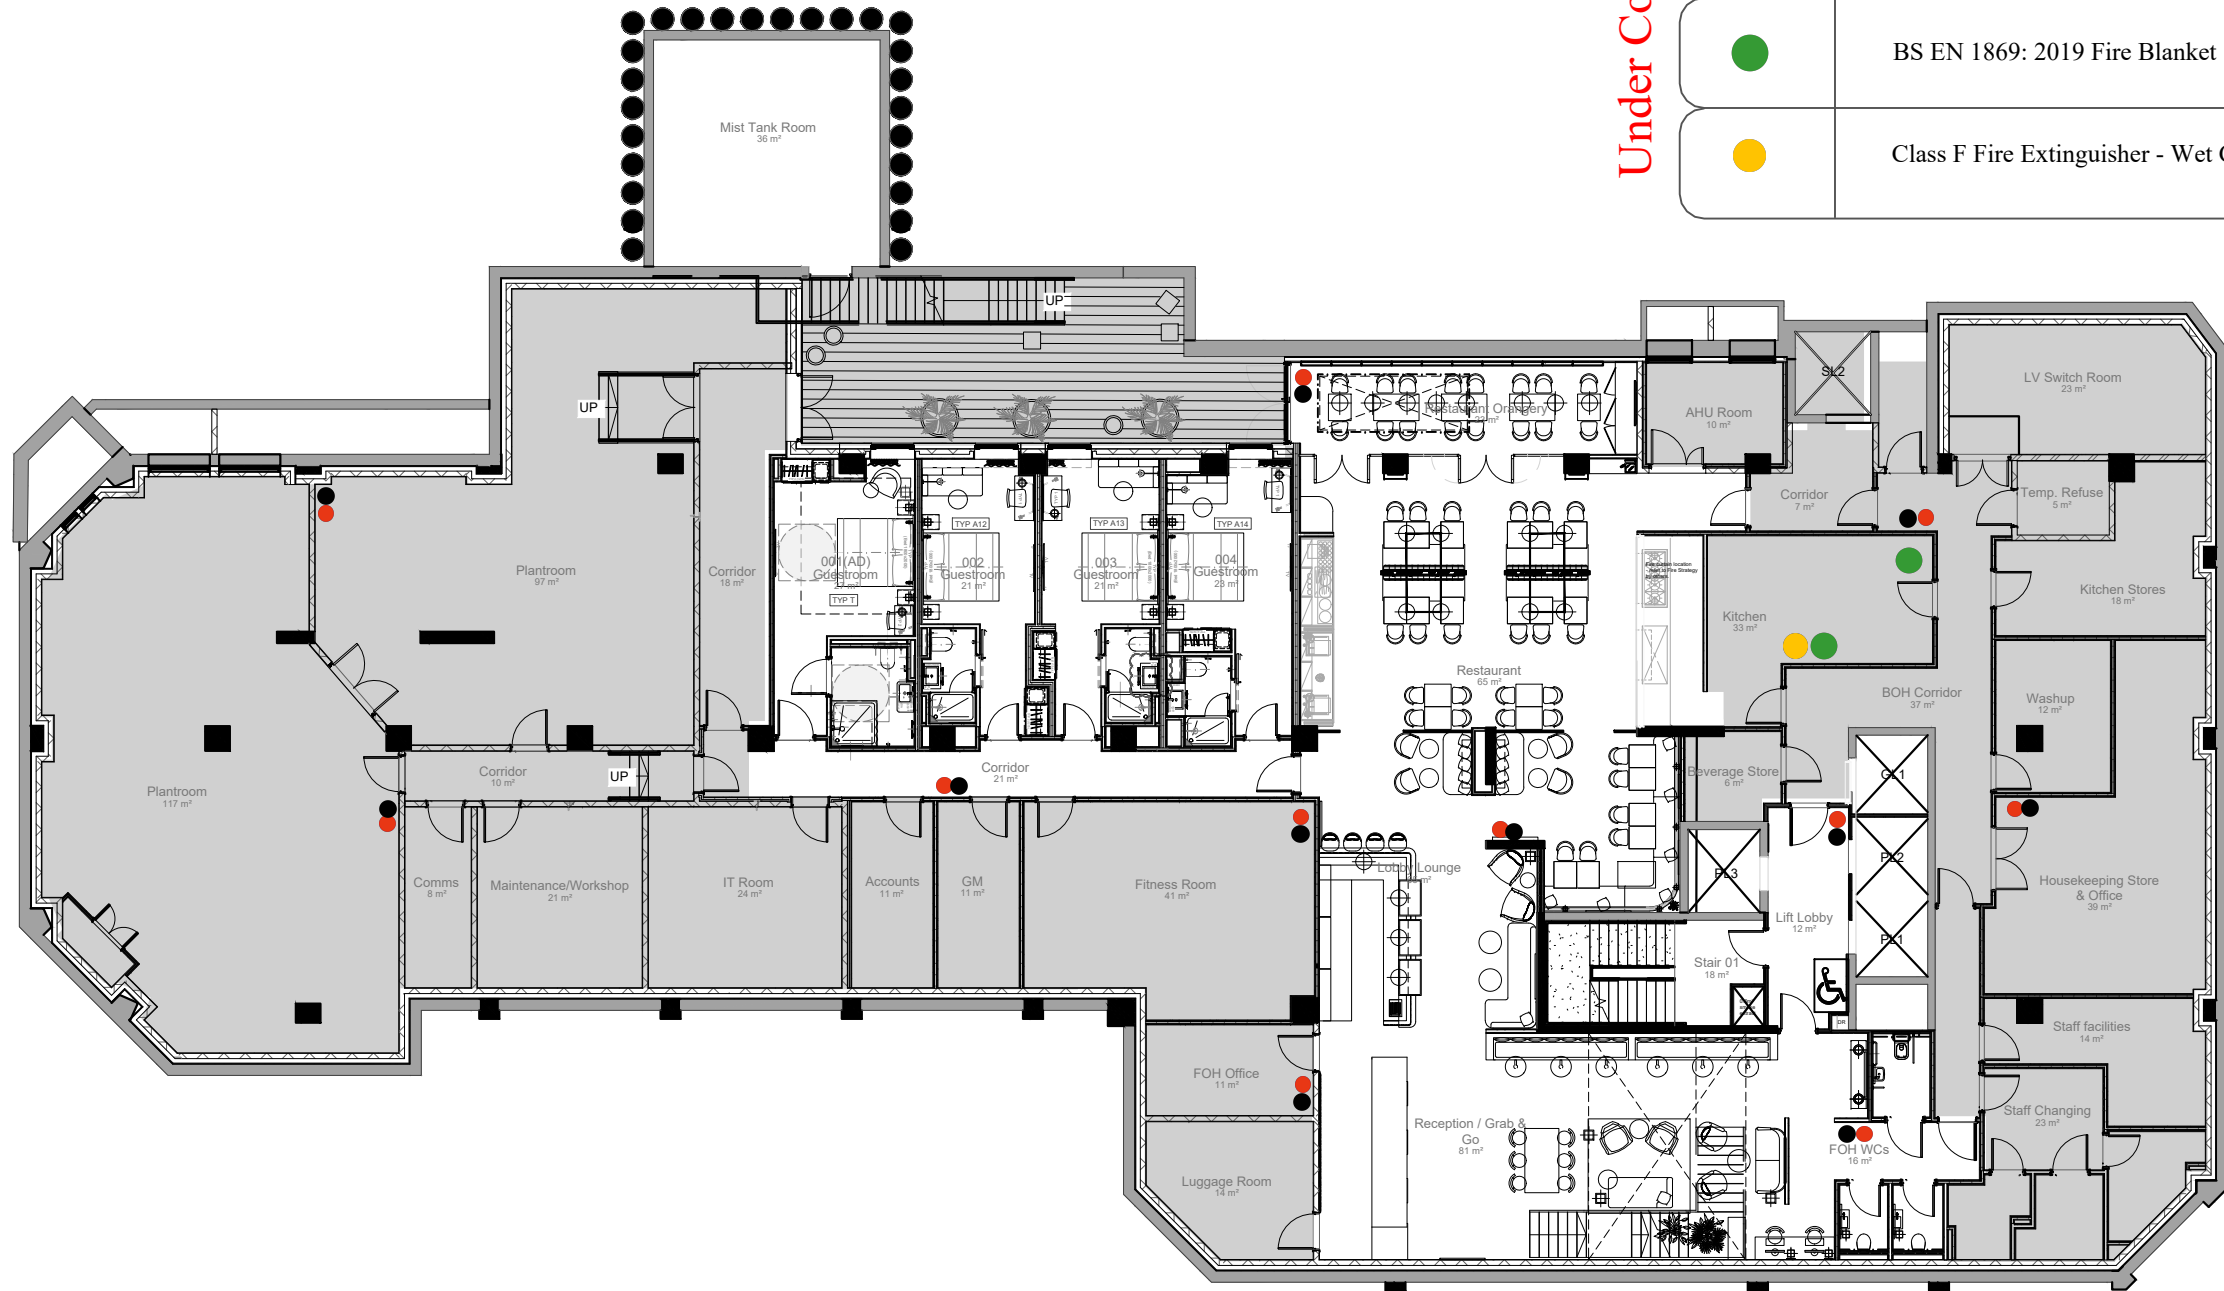 Under Co
BS EN 1869: 2019 Fire Blanket
Class F Fire Extinguisher - Wet
Mist Tank Room
36 m²
UP
UP
SL2
LV Switch Room
23 m²
AHU Room
10 m²
Restaurant Orangery
Corridor
7 m²
Temp. Refuse
5 m²
Plantroom
97 m²
Corridor
18 m²
001(AD)
Guestroom
TYP T
TYP A12
002
Guestroom
21 m²
TYP A13
003
Guestroom
21 m²
TYP A14
004
Guestroom
23 m²
Kitchen
33 m²
Kitchen Stores
18 m²
Restaurant
65 m²
BOH Corridor
37 m²
Washup
12 m²
Plantroom
117 m²
Corridor
10 m²
UP
Corridor
21 m²
Beverage Store
6 m²
GL1
PL2
PL1
PL3
Comms
8 m²
Maintenance/Workshop
21 m²
IT Room
24 m²
Accounts
11 m²
GM
11 m²
Fitness Room
41 m²
Lobby Lounge
Lift Lobby
12 m²
Housekeeping Store
& Office
39 m²
Stair 01
18 m²
DR
Staff facilities
14 m²
FOH Office
11 m²
Reception / Grab &
Go
81 m²
Staff Changing
23 m²
FOH WCs
16 m²
Luggage Room
14 m²